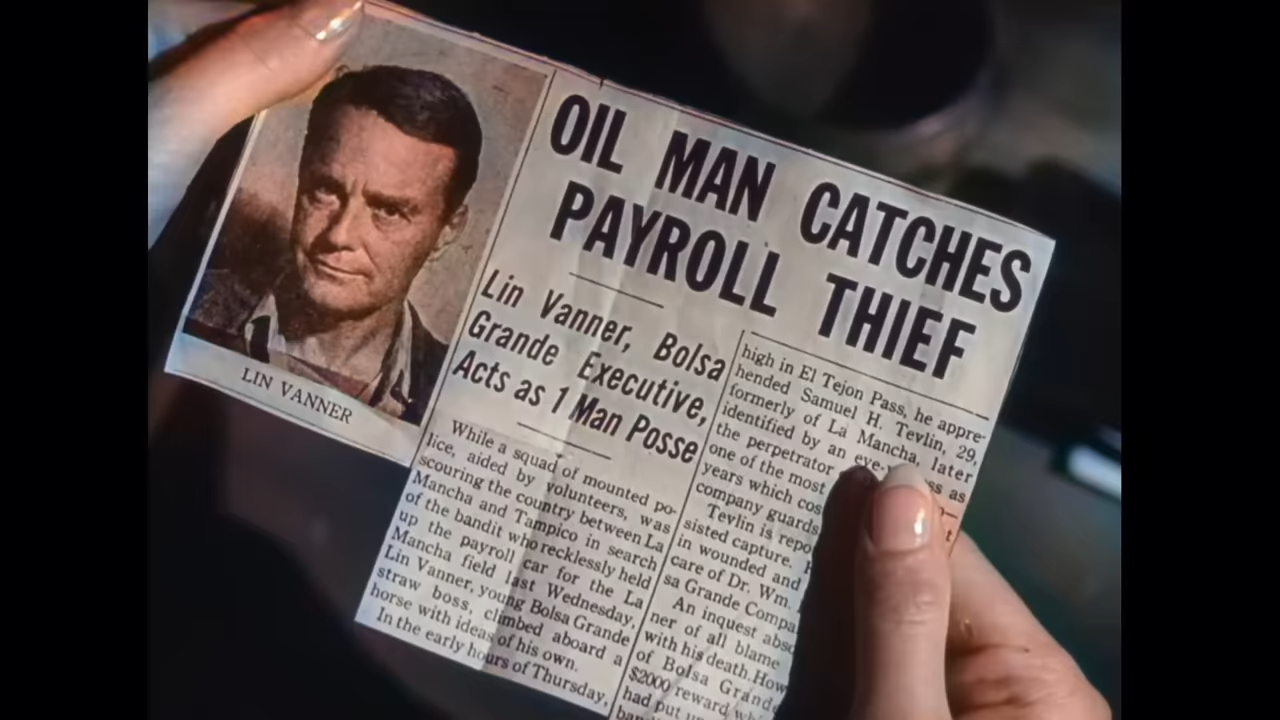 OIL MAN CATCHES
PAYROLL THIEF
LIN VANNER
Lin Vanner, Bolsa
Grande Executive,
Acts as 1 Man Posse
While a squad of mounted po-
lice, aided by volunteers, was
scouring the country between La
Mancha and Tampico in search
of the bandit who recklessly held
up the payroll car for the La
Mancha field last Wednesday,
Lin Vanner, young Bolsa Grande
straw boss, climbed aboard a
horse with ideas of his own.
In the early hours of Thursday,
high in El Tejon Pass, he appre-
hended Samuel H. Tevlin, 29,
formerly of La Mancha, later
identified by an eye- ss as
the perpetrator
one of the most
years which cos
company guards
Tevlin is repo
sisted capture.
in wounded and
care of Dr. Wm.
sa Grande Compa
An inquest abso
ner of all blame
with his death. How
of Bolsa Grand
$2000 reward whi
had put up